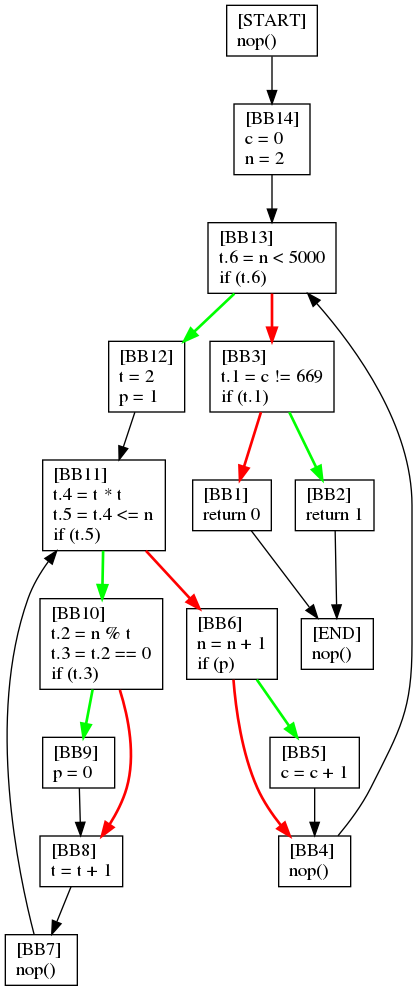 [START]
nop()
[BB14]
c = 0
n = 2
[BB13]
t.6 = n < 5000
if (t.6)
[BB12]
t = 2
p = 1
[BB3]
t.1 = c != 669
if (t.1)
[BB11]
t.4 = t * t
t.5 = t.4 <= n
if (t.5)
[BB1]
return 0
[BB2]
return 1
[BB10]
t.2 = n % t
t.3 = t.2 == 0
if (t.3)
[BB6]
n = n + 1
if (p)
[END]
nop()
[BB9]
p = 0
[BB5]
c = c + 1
[BB8]
t = t + 1
[BB4]
nop()
[BB7]
nop()